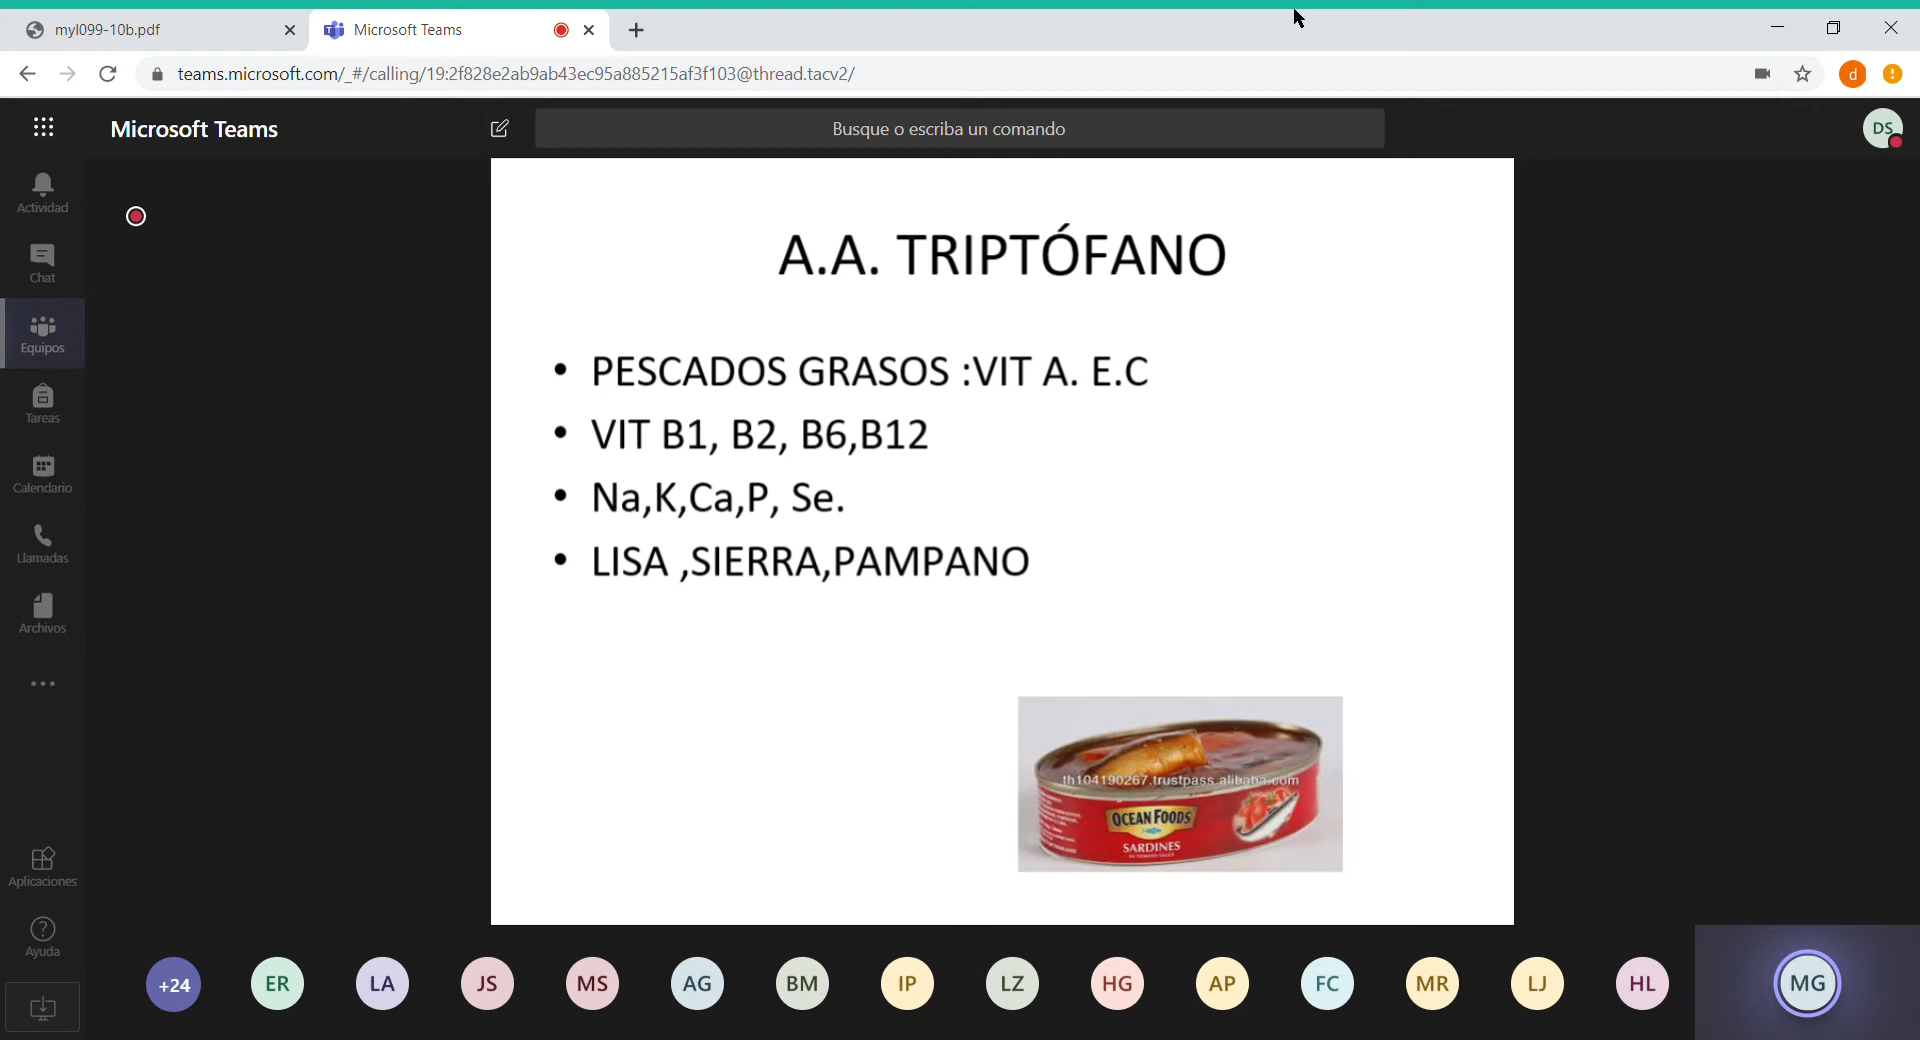 myl099-10b.pdf
Microsoft Teams
teams.microsoft.com/_#/calling/19:2f828e2ab9ab43ec95a885215af3f103@thread.tacv2/
d
Microsoft Teams
Busque o escriba un comando
DS
Actividad
Chat
Equipos
Tareas
Calendario
Llamadas
Archivos
Aplicaciones
Ayuda
A.A. TRIPTÓFANO
• PESCADOS GRASOS :VIT A. E.C
• VIT B1, B2, B6,B12
• Na,K,Ca,P, Se.
• LISA ,SIERRA,PAMPANO
th104190267.trustpass.alibaba.com
OCEAN FOODS
SARDINES
IN TOMATO SAUCE
+24 ER LA JS MS AG BM IP LZ HG AP FC MR LJ HL MG